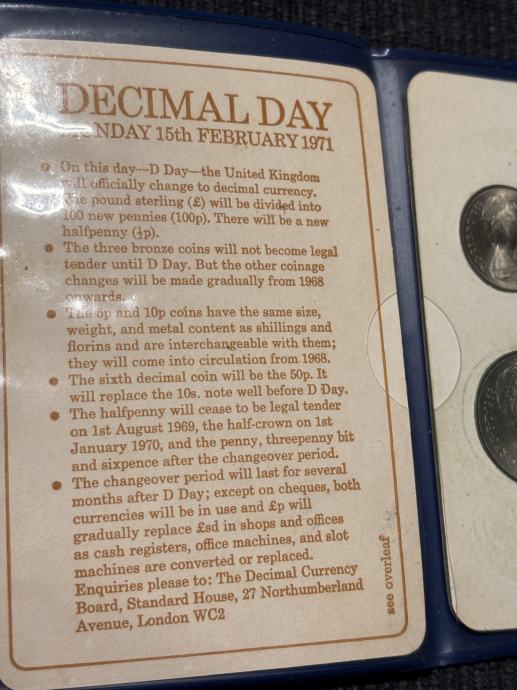 DECIMAL DAY
MONDAY 15th FEBRUARY 1971
On this day—D Day—the United Kingdom
will officially change to decimal currency.
The pound sterling (£) will be divided into
100 new pennies (100p). There will be a new
halfpenny (½p).
The three bronze coins will not become legal
tender until D Day. But the other coinage
changes will be made gradually from 1968
onwards.
The 5p and 10p coins have the same size,
weight, and metal content as shillings and
florins and are interchangeable with them;
they will come into circulation from 1968.
The sixth decimal coin will be the 50p. It
will replace the 10s. note well before D Day.
The halfpenny will cease to be legal tender
on 1st August 1969, the half-crown on 1st
January 1970, and the penny, threepenny bit
and sixpence after the changeover period.
The changeover period will last for several
months after D Day; except on cheques, both
currencies will be in use and £p will
gradually replace £sd in shops and offices
as cash registers, office machines, and slot
machines are converted or replaced.
Enquiries please to: The Decimal Currency
Board, Standard House, 27 Northumberland
Avenue, London WC2
see overleaf